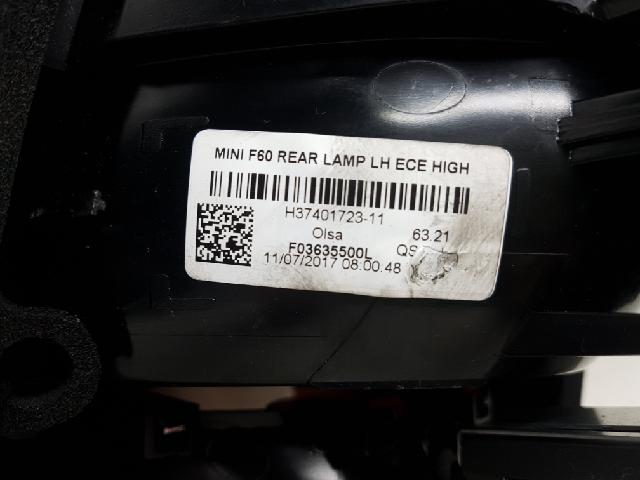 MINI F60 REAR LAMP LH ECE HIGH
H37401723-11
Olsa 63.21
F03635500L
11/07/2017 08:00.48